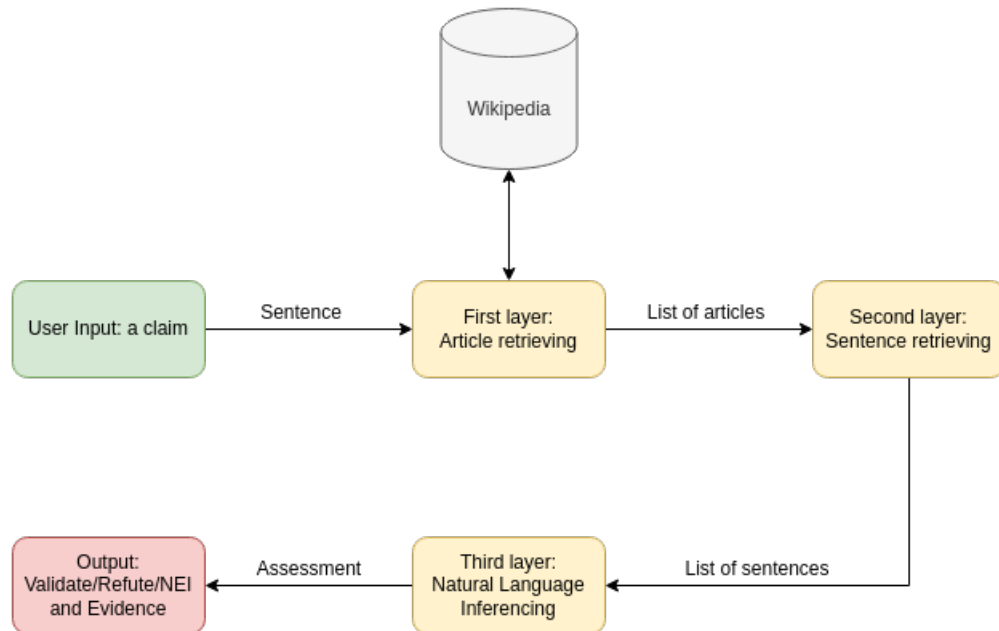 Wikipedia
User Input: a claim
Sentence
First layer:
Article retrieving
List of articles
Second layer:
Sentence retrieving
Output:
Validate/Refute/NEI
and Evidence
Assessment
Third layer:
Natural Language
Inferencing
List of sentences